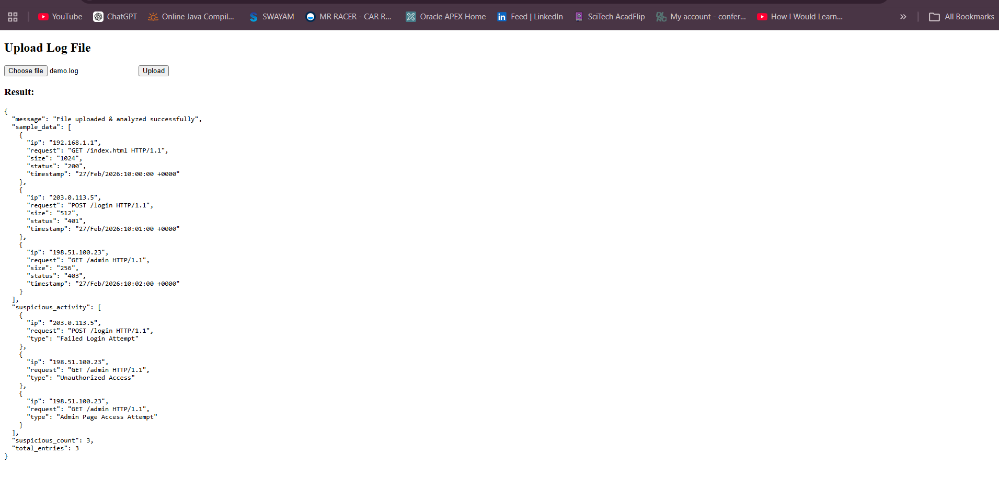 YouTube
ChatGPT
Online Java Compil...
SWAYAM
MR RACER - CAR R...
Oracle APEX Home
Feed | LinkedIn
SciTech AcadFlip
My account - confer...
How I Would Learn...
»
All Bookmarks
Upload Log File
Choose file demo.log Upload
Result:
{
  "message": "File uploaded & analyzed successfully",
  "sample_data": [
    {
      "ip": "192.168.1.1",
      "request": "GET /index.html HTTP/1.1",
      "size": "1024",
      "status": "200",
      "timestamp": "27/Feb/2026:10:00:00 +0000"
    },
    {
      "ip": "203.0.113.5",
      "request": "POST /login HTTP/1.1",
      "size": "512",
      "status": "401",
      "timestamp": "27/Feb/2026:10:01:00 +0000"
    },
    {
      "ip": "198.51.100.23",
      "request": "GET /admin HTTP/1.1",
      "size": "256",
      "status": "403",
      "timestamp": "27/Feb/2026:10:02:00 +0000"
    }
  ],
  "suspicious_activity": [
    {
      "ip": "203.0.113.5",
      "request": "POST /login HTTP/1.1",
      "type": "Failed Login Attempt"
    },
    {
      "ip": "198.51.100.23",
      "request": "GET /admin HTTP/1.1",
      "type": "Unauthorized Access"
    },
    {
      "ip": "198.51.100.23",
      "request": "GET /admin HTTP/1.1",
      "type": "Admin Page Access Attempt"
    }
  ],
  "suspicious_count": 3,
  "total_entries": 3
}